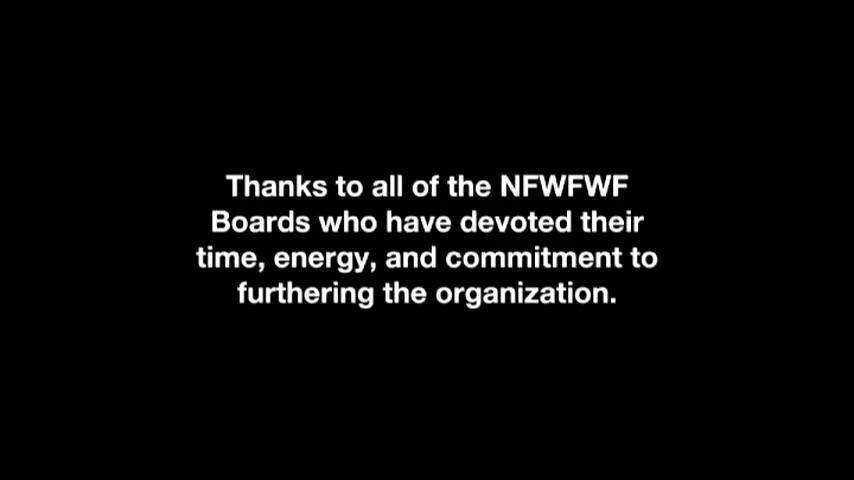 Thanks to all of the NFWFWF
Boards who have devoted their
time, energy, and commitment to
furthering the organization.